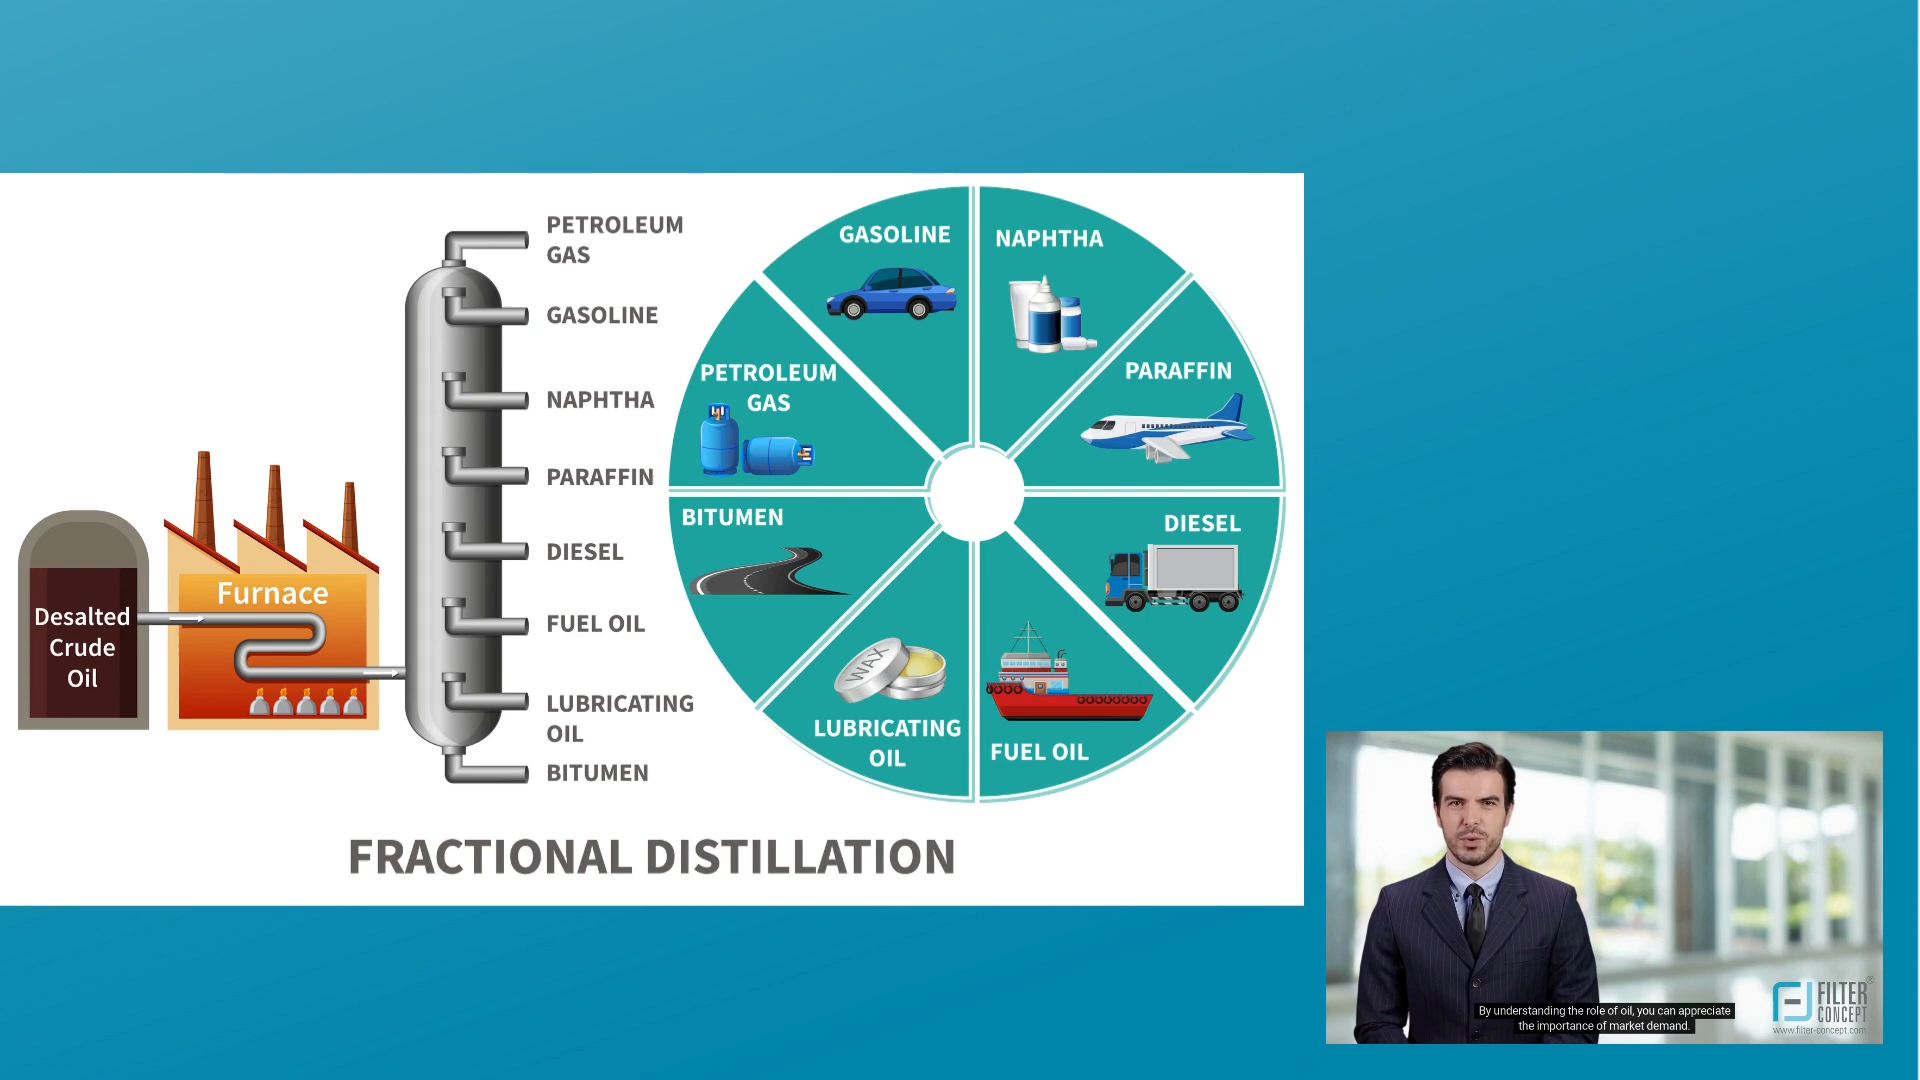 PETROLEUM
GAS
GASOLINE
NAPHTHA
PARAFFIN
DIESEL
FUEL OIL
LUBRICATING
OIL
BITUMEN
Furnace
Desalted
Crude
Oil
GASOLINE
NAPHTHA
PETROLEUM
GAS
PARAFFIN
BITUMEN
DIESEL
WAX
LUBRICATING
OIL
FUEL OIL
FRACTIONAL DISTILLATION
By understanding the role of oil, you can appreciate
the importance of market demand.
FILTER®
CONCEPT
www.filter-concept.com